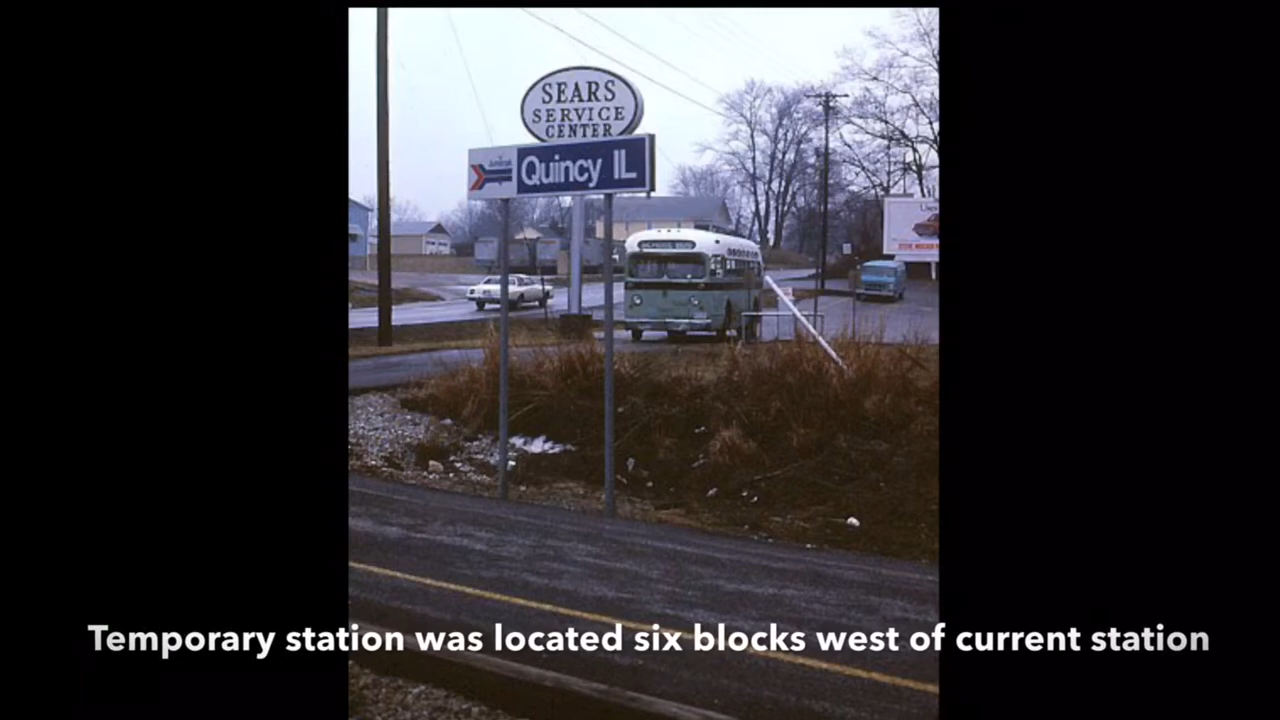 SEARS
SERVICE
CENTER
Amtrak
Quincy IL
Temporary station was located six blocks west of current station